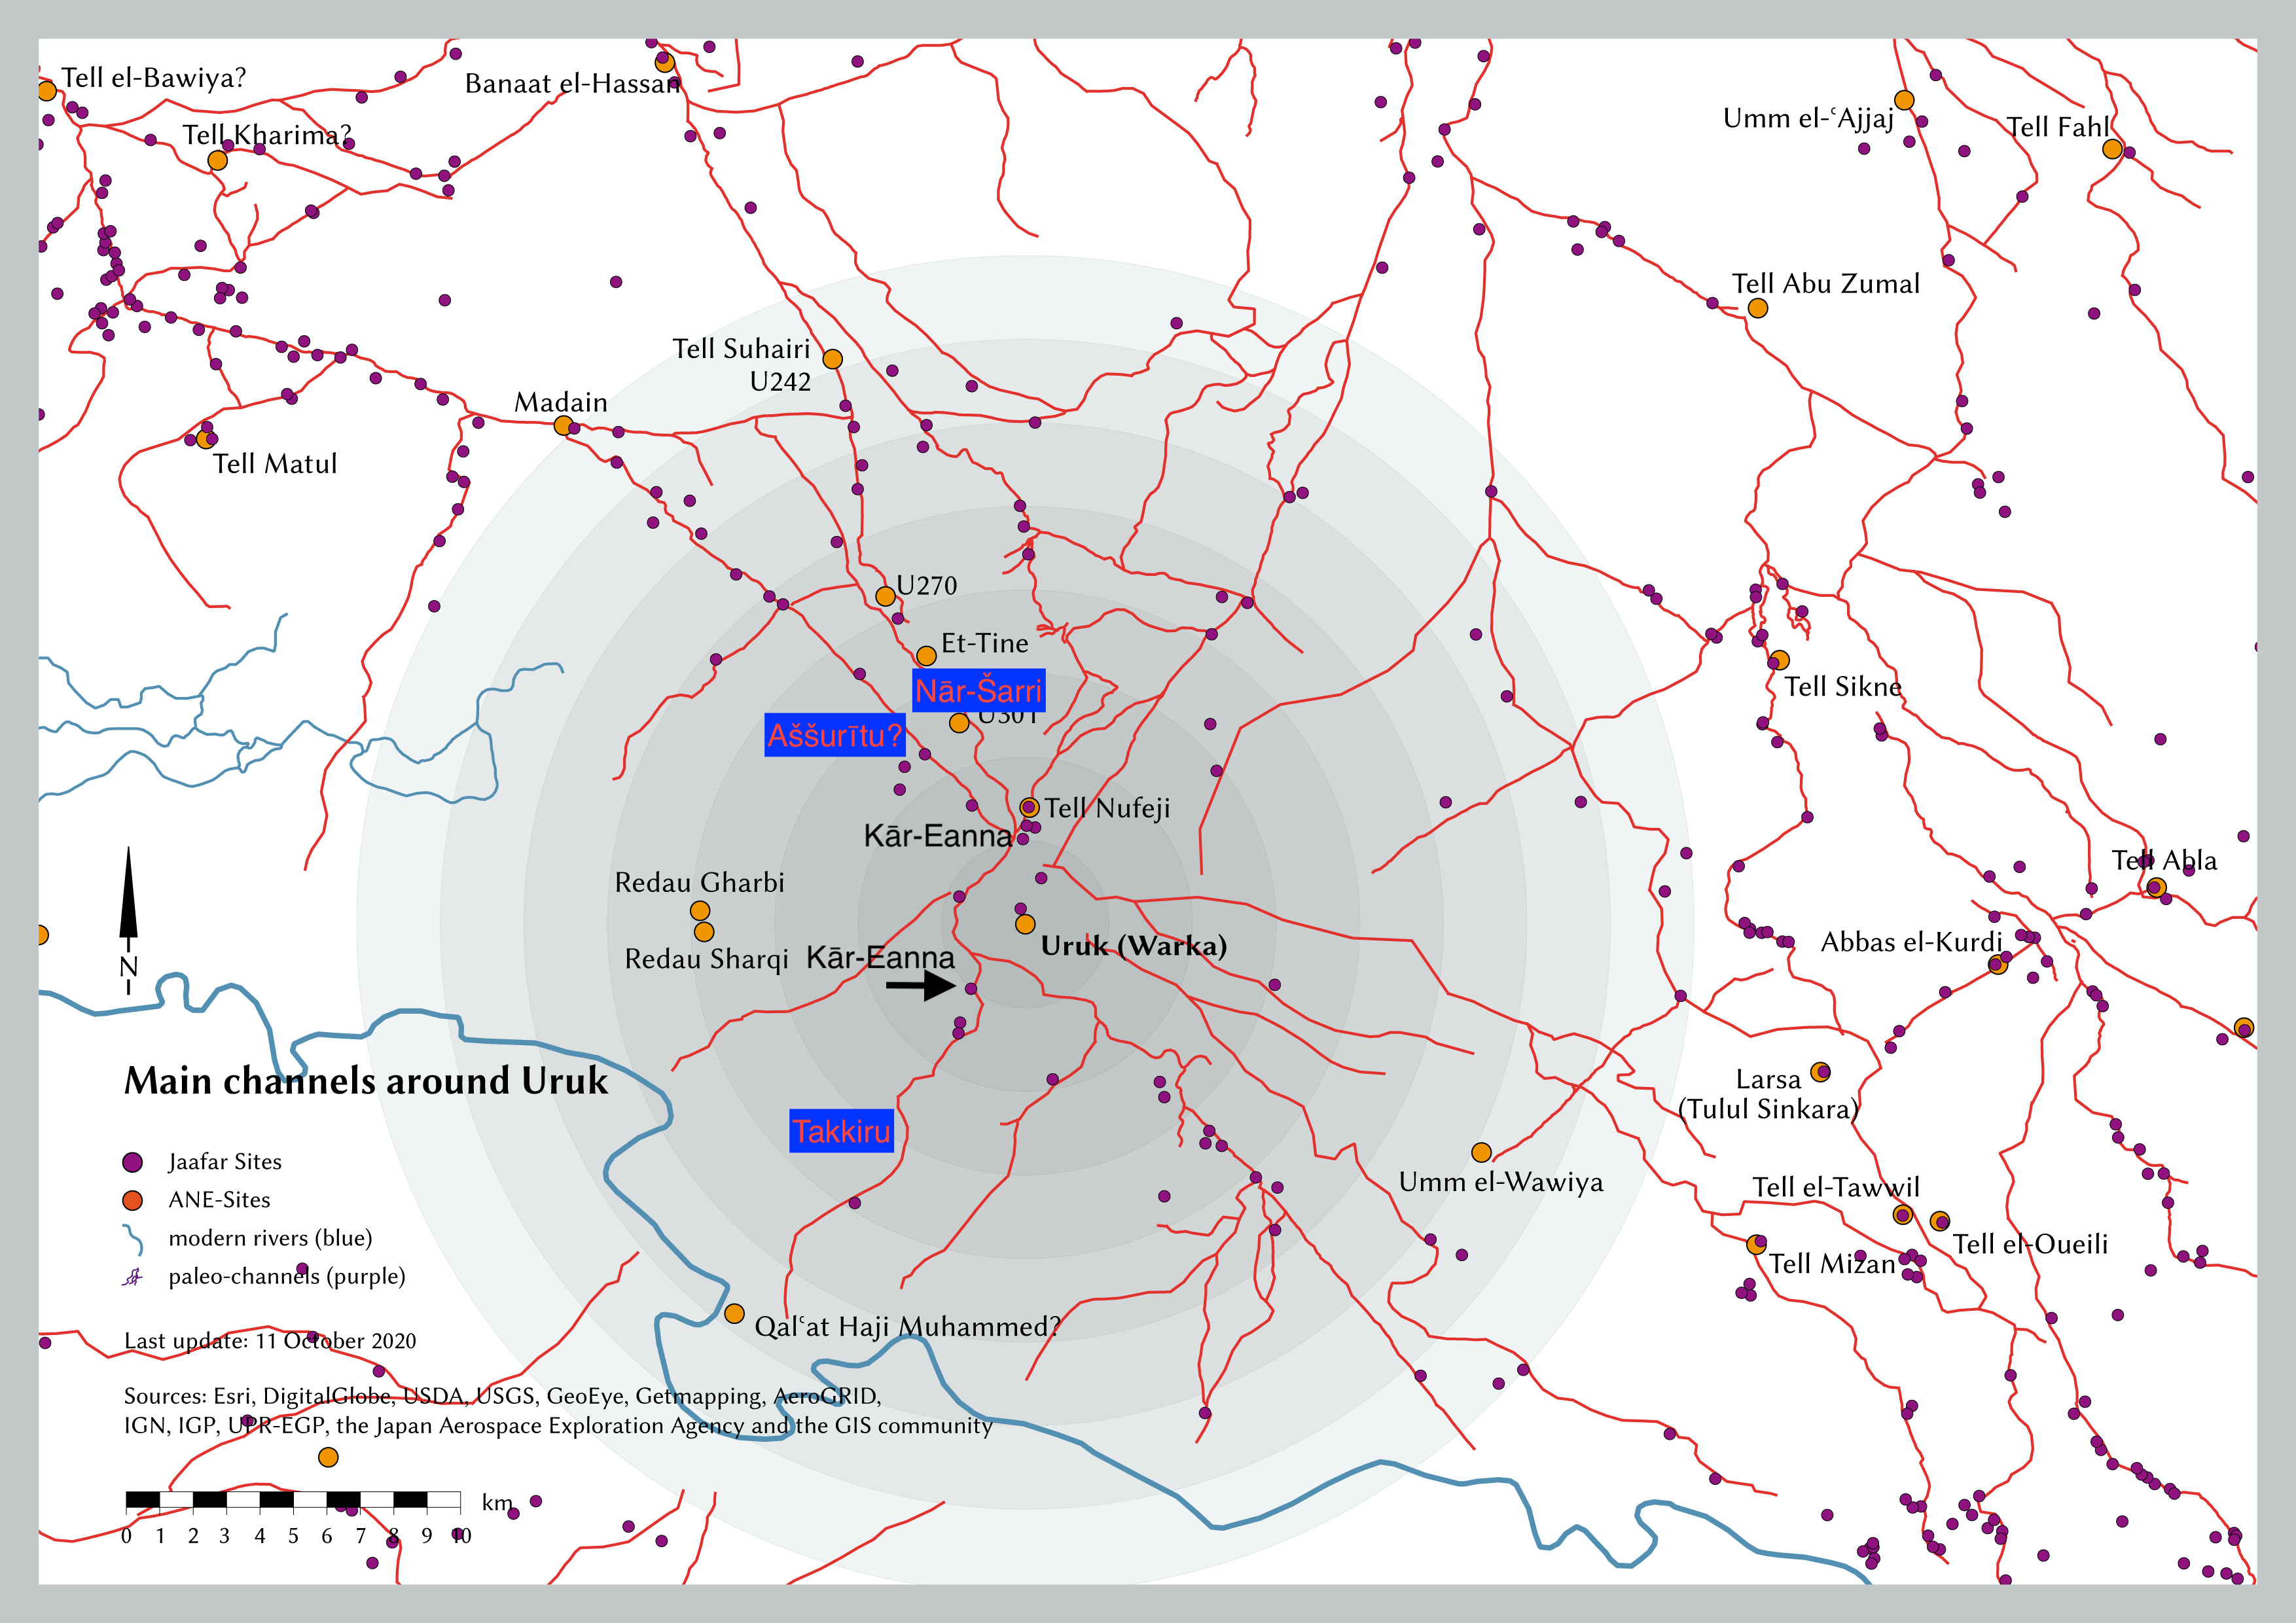 Tell el-Bawiya?
Banaat el-Hassan
Umm el-ʿAjjaj
Tell Fahl
Tell Kharima?
Tell Abu Zumal
Tell Suhairi
U242
Madain
Tell Matul
U270
Et-Tine
Nār-Šarri
U301
Aššurītu?
Tell Sikne
Tell Nufeji
Kār-Eanna
Tell Abla
Redau Gharbi
Redau Sharqi
Kār-Eanna
Uruk (Warka)
Abbas el-Kurdi
N
Main channels around Uruk
Larsa
(Tulul Sinkara)
Takkiru
Jaafar Sites
ANE-Sites
modern rivers (blue)
paleo-channels (purple)
Umm el-Wawiya
Tell el-Tawwil
Tell el-Oueili
Tell Mizan
Qalʿat Haji Muhammed?
Last update: 11 October 2020
Sources: Esri, DigitalGlobe, USDA, USGS, GeoEye, Getmapping, AeroGRID,
IGN, IGP, UPR-EGP, the Japan Aerospace Exploration Agency and the GIS community
km
0 1 2 3 4 5 6 7 8 9 10